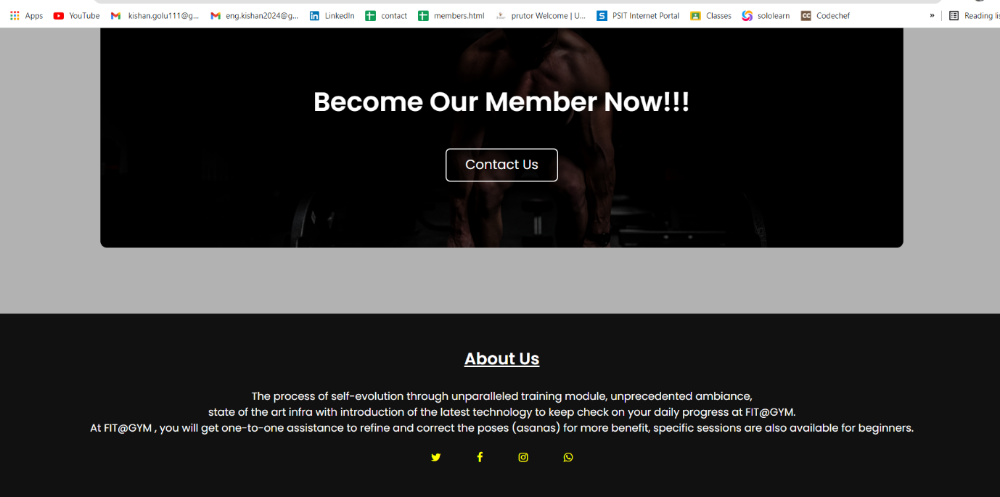 Apps YouTube kishan.golu111@g... eng.kishan2024@g... LinkedIn contact members.html prutor Welcome | U... PSIT Internet Portal Classes sololearn Codechef » Reading lis
Become Our Member Now!!!
Contact Us
About Us
The process of self-evolution through unparalleled training module, unprecedented ambiance,
state of the art infra with introduction of the latest technology to keep check on your daily progress at FIT@GYM.
At FIT@GYM , you will get one-to-one assistance to refine and correct the poses (asanas) for more benefit, specific sessions are also available for beginners.